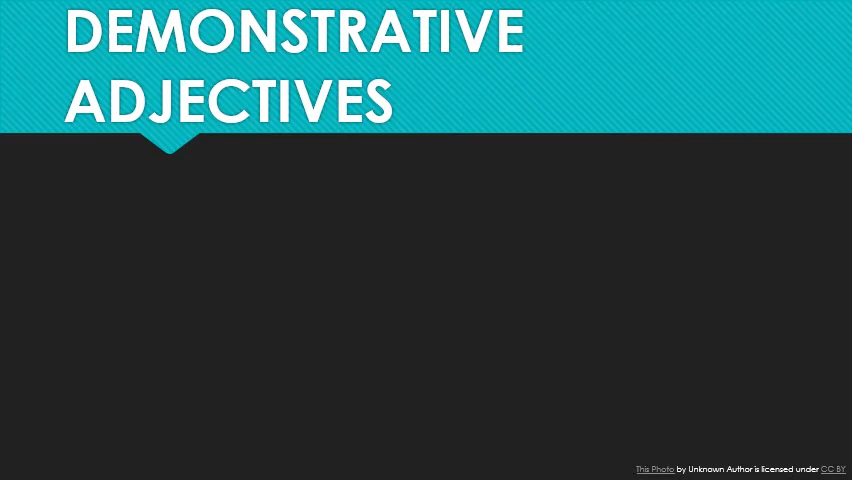 DEMONSTRATIVE
ADJECTIVES
This Photo by Unknown Author is licensed under CC BY